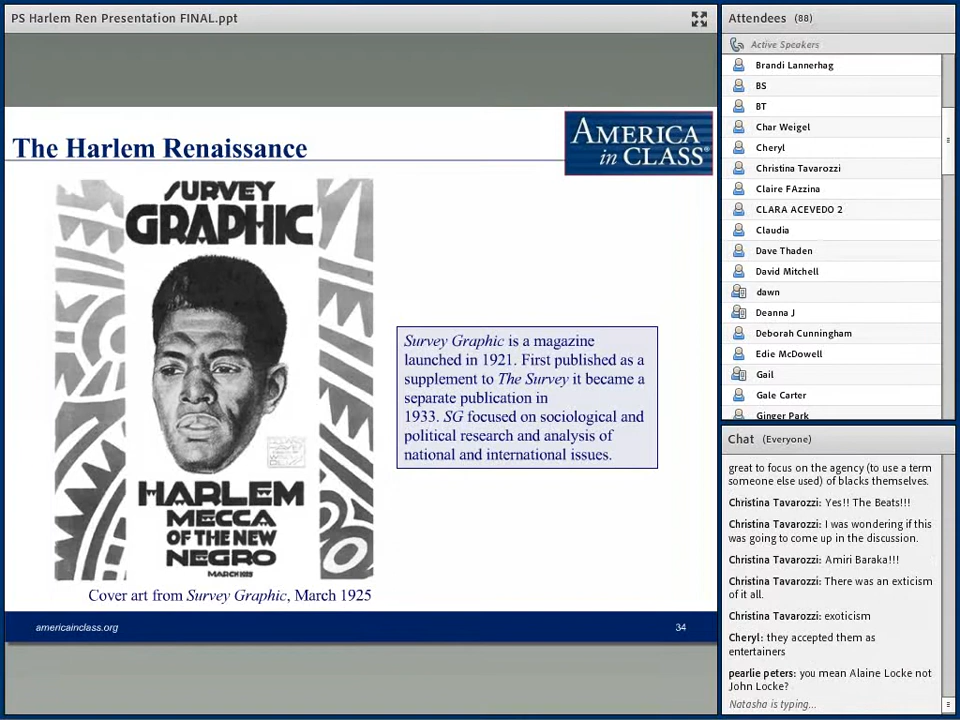 PS Harlem Ren Presentation FINAL.ppt
The Harlem Renaissance
AMERICA
in CLASS®
SURVEY
GRAPHIC
HARLEM
MECCA
OF THE NEW
NEGRO
MARCH 1925
Survey Graphic is a magazine
launched in 1921. First published as a
supplement to The Survey it became a
separate publication in
1933. SG focused on sociological and
political research and analysis of
national and international issues.
Cover art from Survey Graphic, March 1925
americainclass.org
34
Attendees (88)
Active Speakers
Brandi Lannerhag
BS
BT
Char Weigel
Cheryl
Christina Tavarozzi
Claire FAzzina
CLARA ACEVEDO 2
Claudia
Dave Thaden
David Mitchell
dawn
Deanna J
Deborah Cunningham
Edie McDowell
Gail
Gale Carter
Ginger Park
Chat (Everyone)
great to focus on the agency (to use a term
someone else used) of blacks themselves.
Christina Tavarozzi: Yes!! The Beats!!!
Christina Tavarozzi: I was wondering if this
was going to come up in the discussion.
Christina Tavarozzi: Amiri Baraka!!!
Christina Tavarozzi: There was an exticism
of it all.
Christina Tavarozzi: exoticism
Cheryl: they accepted them as
entertainers
pearlie peters: you mean Alaine Locke not
John Locke?
Natasha is typing...